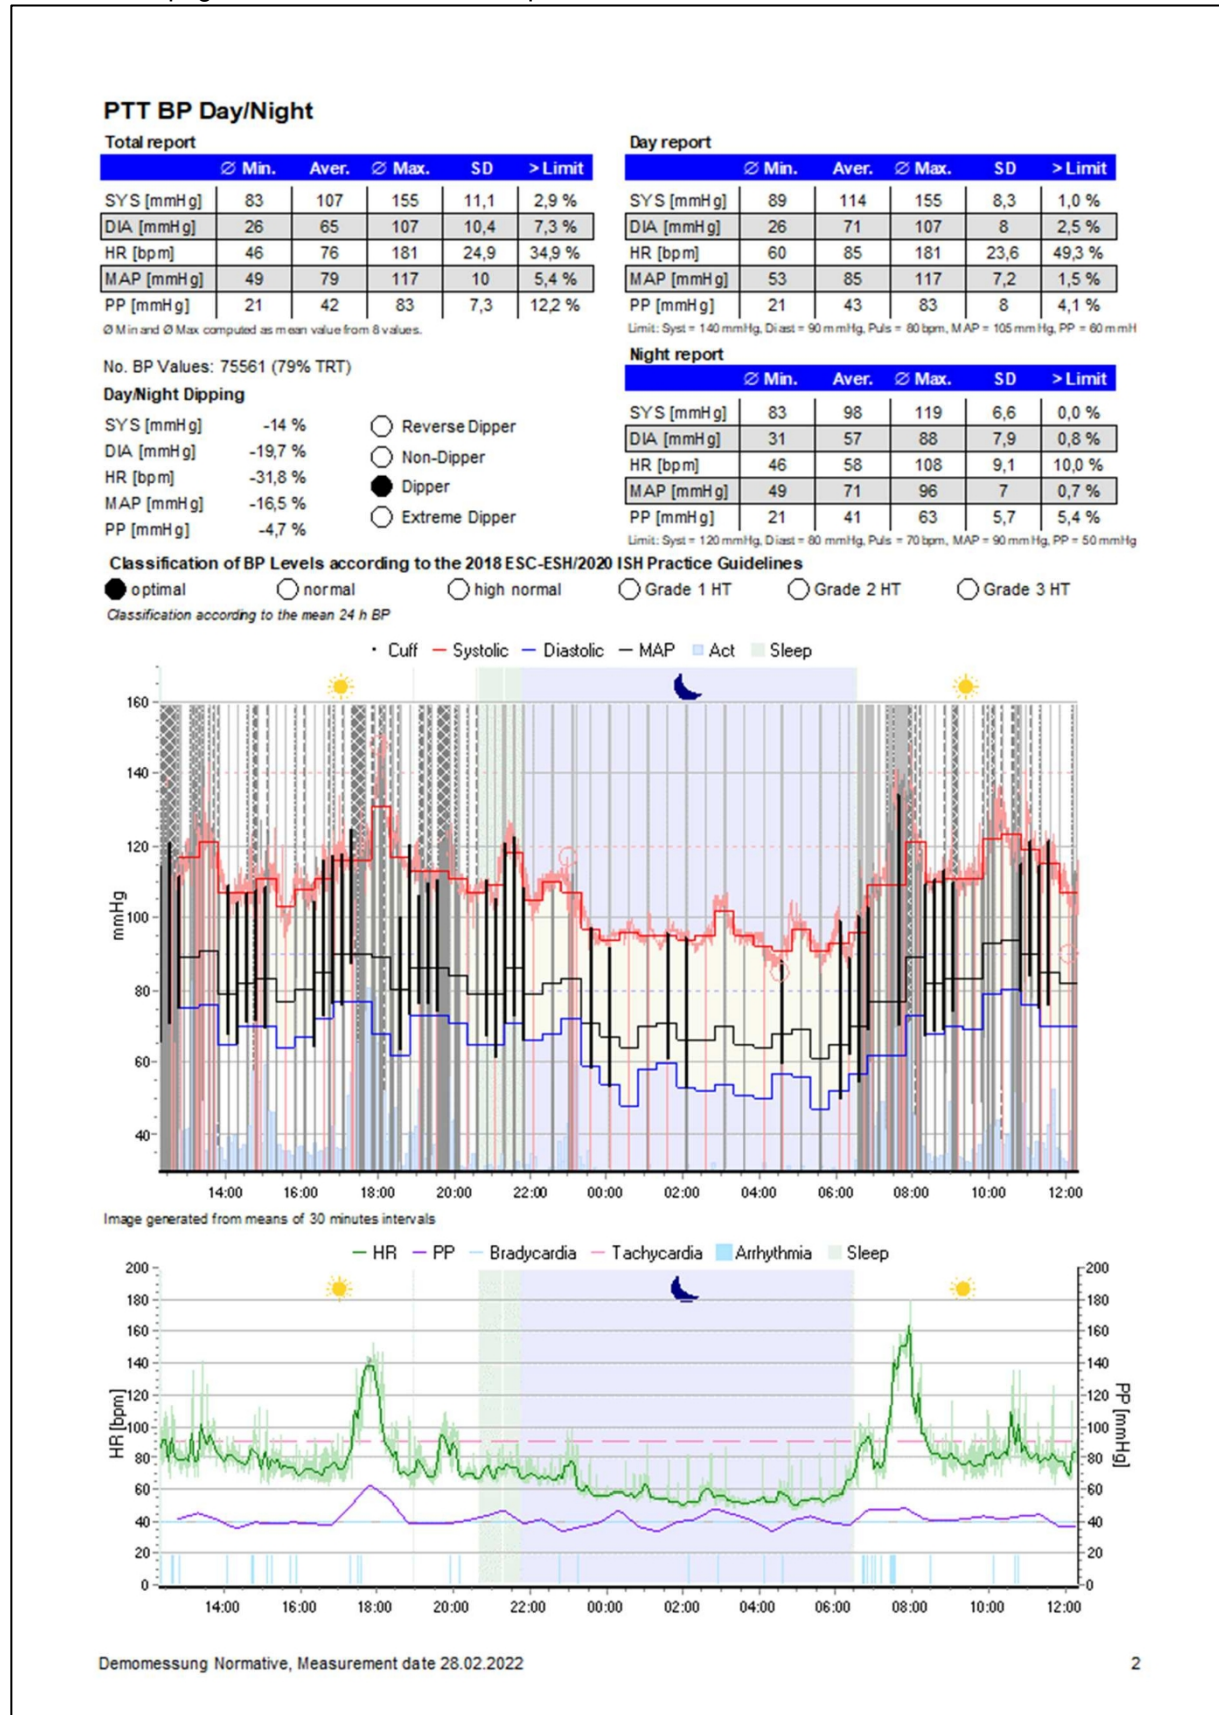 PTT BP Day/Night
Total report
Ø Min. Aver. Ø Max. SD > Limit
SYS [mmHg] 83 107 155 11,1 2,9 %
DIA [mmHg] 26 65 107 10,4 7,3 %
HR [bpm] 46 76 181 24,9 34,9 %
MAP [mmHg] 49 79 117 10 5,4 %
PP [mmHg] 21 42 83 7,3 12,2 %
Ø Min and Ø Max computed as mean value from 8 values.
Day report
Ø Min. Aver. Ø Max. SD > Limit
SYS [mmHg] 89 114 155 8,3 1,0 %
DIA [mmHg] 26 71 107 8 2,5 %
HR [bpm] 60 85 181 23,6 49,3 %
MAP [mmHg] 53 85 117 7,2 1,5 %
PP [mmHg] 21 43 83 8 4,1 %
Limit: Syst = 140 mmHg, Diast = 90 mmHg, Puls = 80 bpm, MAP = 105 mmHg, PP = 60 mmH
No. BP Values: 75561 (79% TRT)
Day/Night Dipping
SYS [mmHg] -14 %
DIA [mmHg] -19,7 %
HR [bpm] -31,8 %
MAP [mmHg] -16,5 %
PP [mmHg] -4,7 %
Reverse Dipper
Non-Dipper
Dipper
Extreme Dipper
Night report
Ø Min. Aver. Ø Max. SD > Limit
SYS [mmHg] 83 98 119 6,6 0,0 %
DIA [mmHg] 31 57 88 7,9 0,8 %
HR [bpm] 46 58 108 9,1 10,0 %
MAP [mmHg] 49 71 96 7 0,7 %
PP [mmHg] 21 41 63 5,7 5,4 %
Limit: Syst = 120 mmHg, Diast = 80 mmHg, Puls = 70 bpm, MAP = 90 mmHg, PP = 50 mmHg
Classification of BP Levels according to the 2018 ESC-ESH/2020 ISH Practice Guidelines
optimal normal high normal Grade 1 HT Grade 2 HT Grade 3 HT
Classification according to the mean 24 h BP
Cuff Systolic Diastolic MAP Act Sleep
160
140
120
100
80
60
40
mmHg
14:00 16:00 18:00 20:00 22:00 00:00 02:00 04:00 06:00 08:00 10:00 12:00
Image generated from means of 30 minutes intervals
HR PP Bradycardia Tachycardia Arrhythmia Sleep
200 200
180 180
160 160
140 140
120 120
100 100
80 80
60 60
40 40
20 20
0 0
HR [bpm]
PP [mmHg]
14:00 16:00 18:00 20:00 22:00 00:00 02:00 04:00 06:00 08:00 10:00 12:00
Demomessung Normative, Measurement date 28.02.2022 2